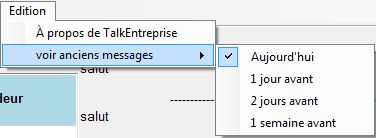 Edition
À propos de TalkEntreprise
voir anciens messages
Aujourd'hui
1 jour avant
2 jours avant
1 semaine avant
salut
deur
salut